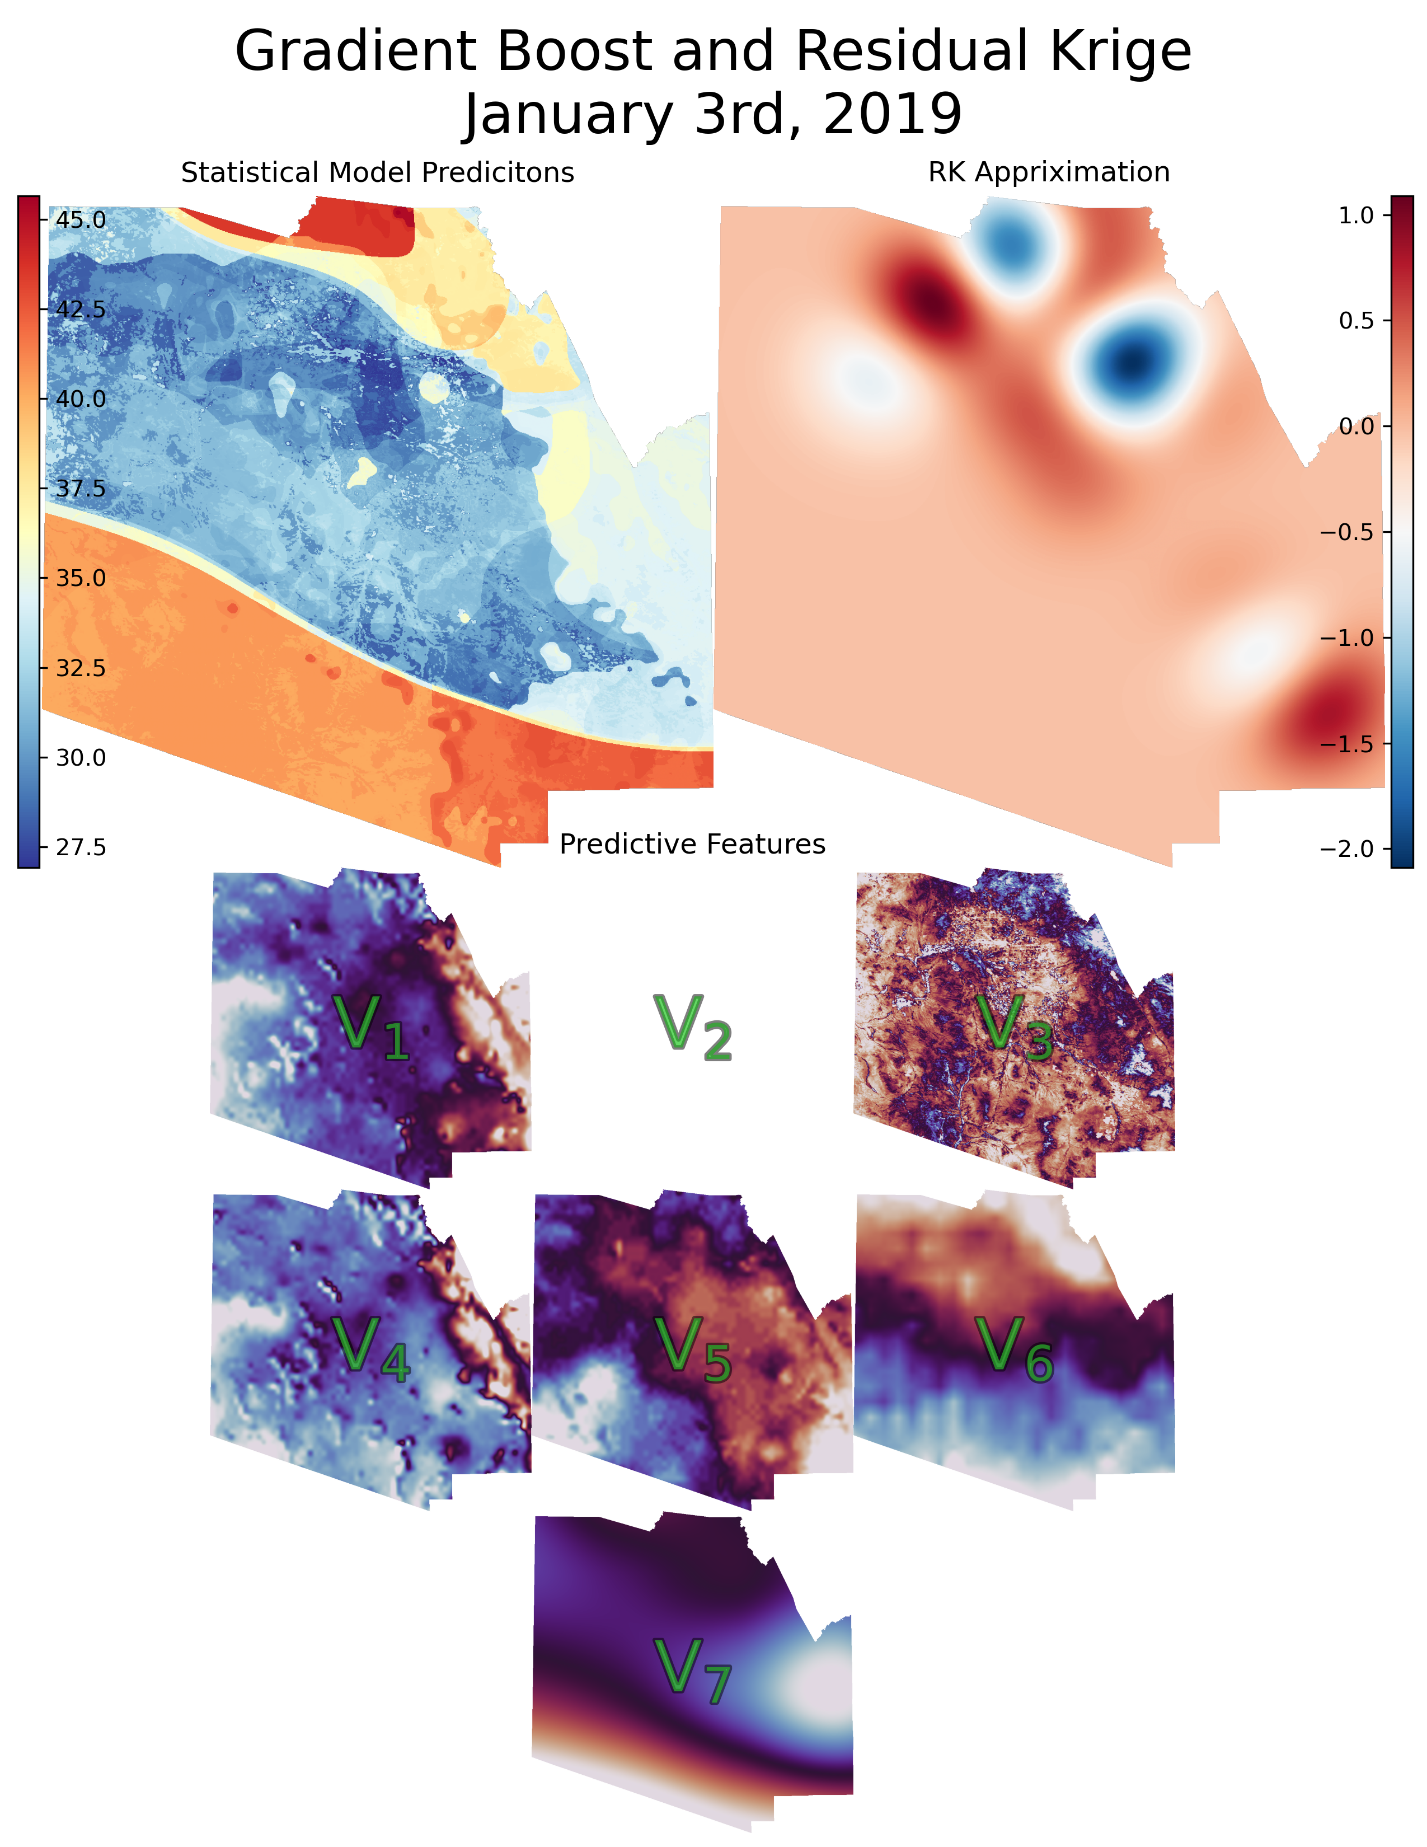 Gradient Boost and Residual Krige
January 3rd, 2019
Statistical Model Predicitons
RK Appriximation
45.0
42.5
40.0
37.5
35.0
32.5
30.0
27.5
1.0
0.5
0.0
−0.5
−1.0
−1.5
−2.0
Predictive Features
V1
V2
V3
V4
V5
V6
V7